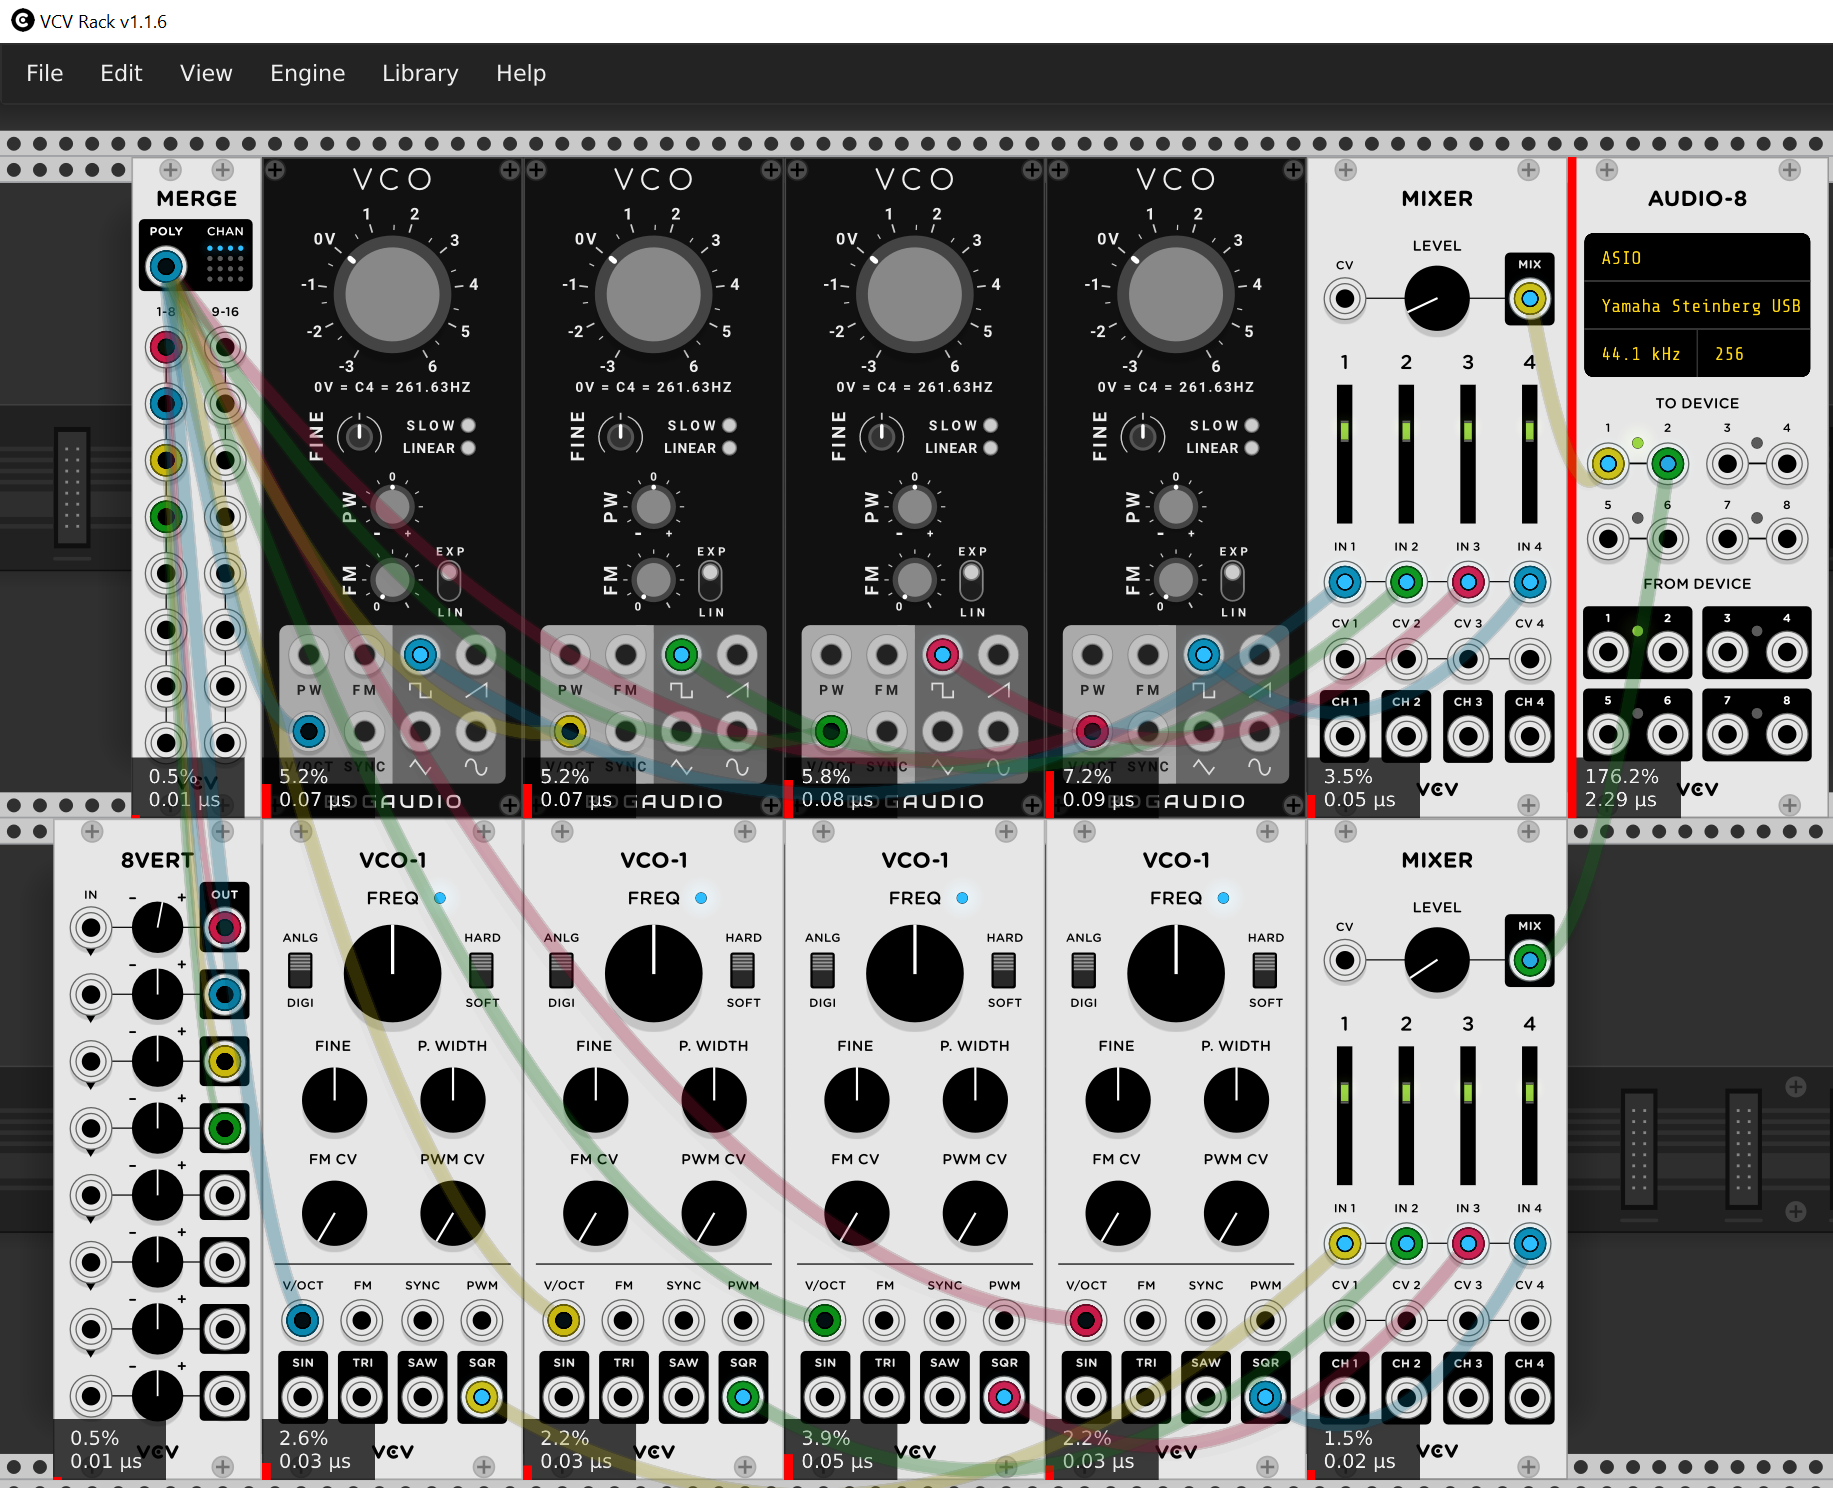 VCV Rack v1.1.6
File Edit View Engine Library Help
MERGE
POLY CHAN
1-8 9-16
0.5%
0.01 µs
VCO
-3 -2 -1 0V 1 2 3 4 5 6
0V = C4 = 261.63HZ
FINE
SLOW
LINEAR
PW
0
- +
EXP
FM
0
LIN
PW FM
V/OCT SYNC
5.2%
0.07 µs
BOGAUDIO
VCO
-3 -2 -1 0V 1 2 3 4 5 6
0V = C4 = 261.63HZ
FINE
SLOW
LINEAR
PW
0
- +
EXP
FM
0
LIN
PW FM
V/OCT SYNC
5.2%
0.07 µs
BOGAUDIO
VCO
-3 -2 -1 0V 1 2 3 4 5 6
0V = C4 = 261.63HZ
FINE
SLOW
LINEAR
PW
0
- +
EXP
FM
0
LIN
PW FM
V/OCT SYNC
5.8%
0.08 µs
BOGAUDIO
VCO
-3 -2 -1 0V 1 2 3 4 5 6
0V = C4 = 261.63HZ
FINE
SLOW
LINEAR
PW
0
- +
EXP
FM
0
LIN
PW FM
V/OCT SYNC
7.2%
0.09 µs
BOGAUDIO
MIXER
LEVEL
CV MIX
1 2 3 4
IN 1 IN 2 IN 3 IN 4
CV 1 CV 2 CV 3 CV 4
CH 1 CH 2 CH 3 CH 4
3.5%
0.05 µs
VCV
AUDIO-8
ASIO
Yamaha Steinberg USB
44.1 kHz 256
TO DEVICE
1 2 3 4
5 6 7 8
FROM DEVICE
1 2 3 4
5 6 7 8
176.2%
2.29 µs
VCV
8VERT
IN - + OUT
- +
- +
- +
- +
- +
- +
- +
0.5%
0.01 µs
VCV
VCO-1
FREQ
ANLG HARD
DIGI SOFT
FINE P. WIDTH
FM CV PWM CV
V/OCT FM SYNC PWM
SIN TRI SAW SQR
2.6%
0.03 µs
VCV
VCO-1
FREQ
ANLG HARD
DIGI SOFT
FINE P. WIDTH
FM CV PWM CV
V/OCT FM SYNC PWM
SIN TRI SAW SQR
2.2%
0.03 µs
VCV
VCO-1
FREQ
ANLG HARD
DIGI SOFT
FINE P. WIDTH
FM CV PWM CV
V/OCT FM SYNC PWM
SIN TRI SAW SQR
3.9%
0.05 µs
VCV
VCO-1
FREQ
ANLG HARD
DIGI SOFT
FINE P. WIDTH
FM CV PWM CV
V/OCT FM SYNC PWM
SIN TRI SAW SQR
2.2%
0.03 µs
VCV
MIXER
LEVEL
CV MIX
1 2 3 4
IN 1 IN 2 IN 3 IN 4
CV 1 CV 2 CV 3 CV 4
CH 1 CH 2 CH 3 CH 4
1.5%
0.02 µs
VCV